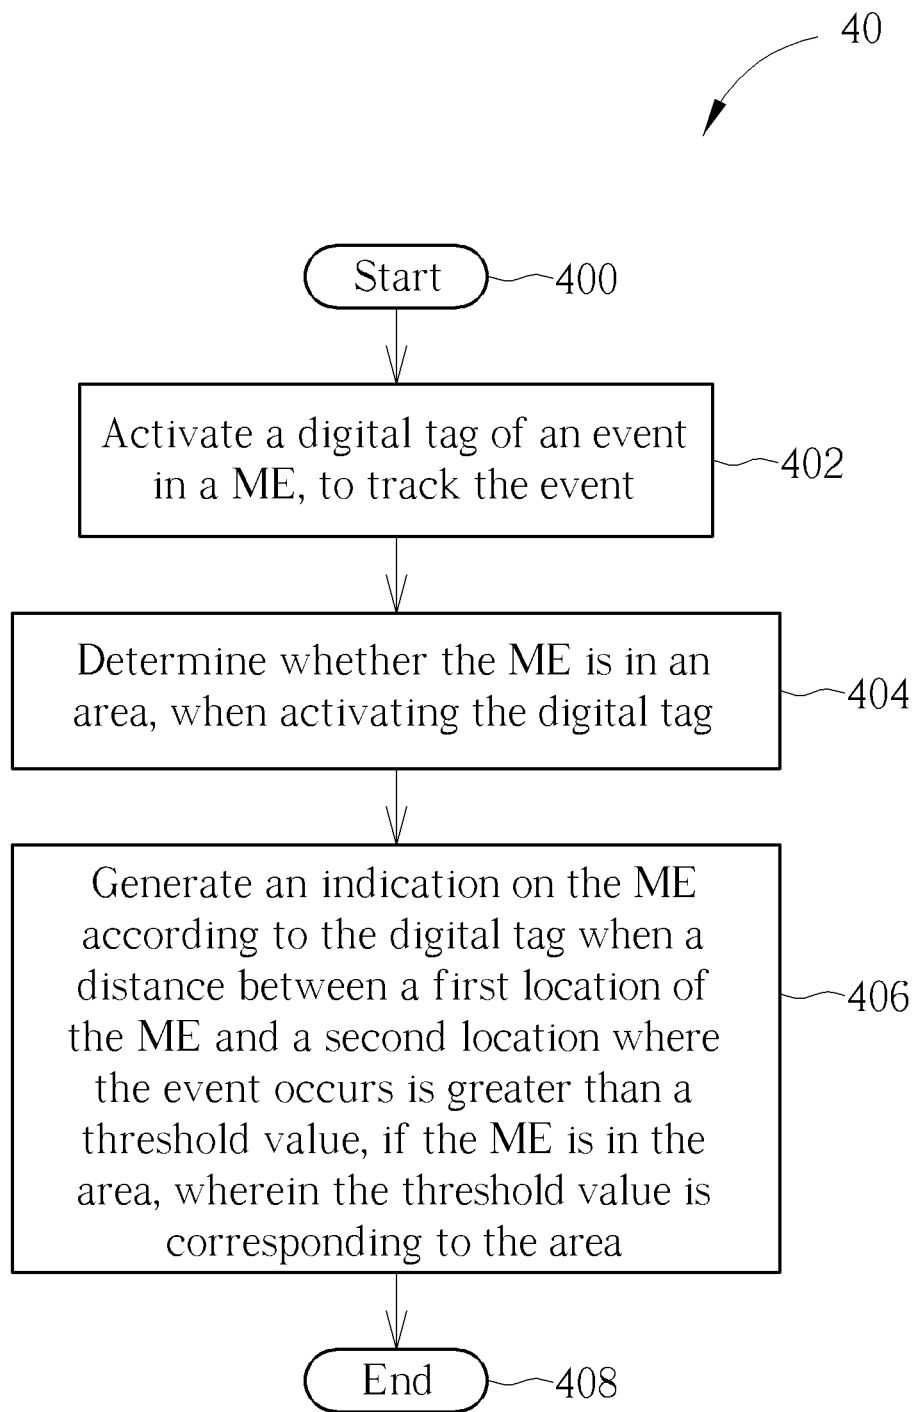 40
Start
400
Activate a digital tag of an event
in a ME, to track the event
402
Determine whether the ME is in an
area, when activating the digital tag
404
Generate an indication on the ME
according to the digital tag when a
distance between a first location of
the ME and a second location where
the event occurs is greater than a
threshold value, if the ME is in the
area, wherein the threshold value is
corresponding to the area
406
End
408